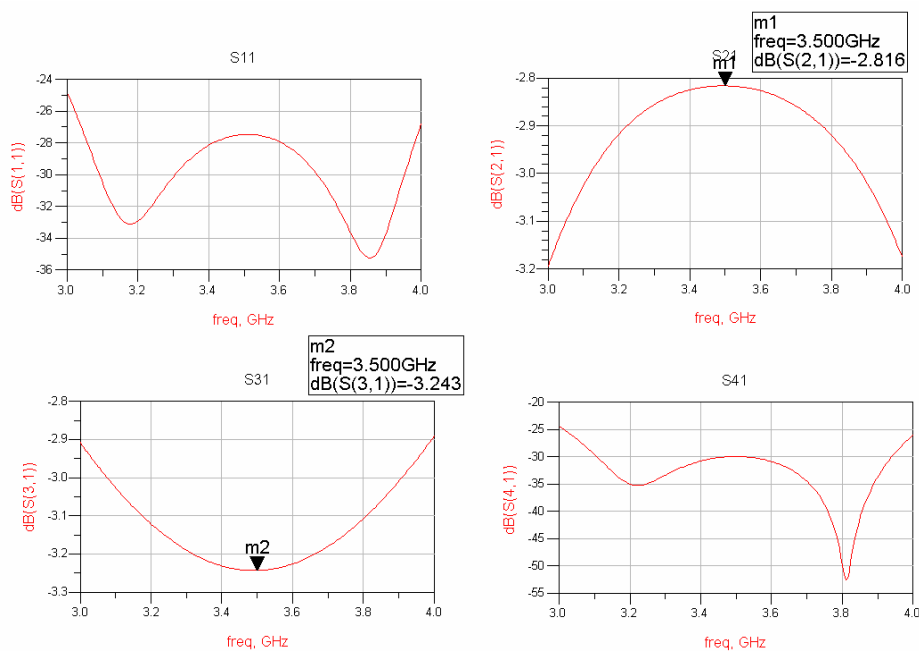 m1
freq=3.500GHz
dB(S(2,1))=-2.816
S11
S21
m1
-24
-26
-28
-30
-32
-34
-36
dB(S(1,1))
3.0 3.2 3.4 3.6 3.8 4.0
freq, GHz
-2.8
-2.9
-3.0
-3.1
-3.2
dB(S(2,1))
3.0 3.2 3.4 3.6 3.8 4.0
freq, GHz
m2
freq=3.500GHz
dB(S(3,1))=-3.243
S31
-2.8
-2.9
-3.0
-3.1
-3.2
-3.3
dB(S(3,1))
m2
3.0 3.2 3.4 3.6 3.8 4.0
freq, GHz
S41
-20
-25
-30
-35
-40
-45
-50
-55
dB(S(4,1))
3.0 3.2 3.4 3.6 3.8 4.0
freq, GHz